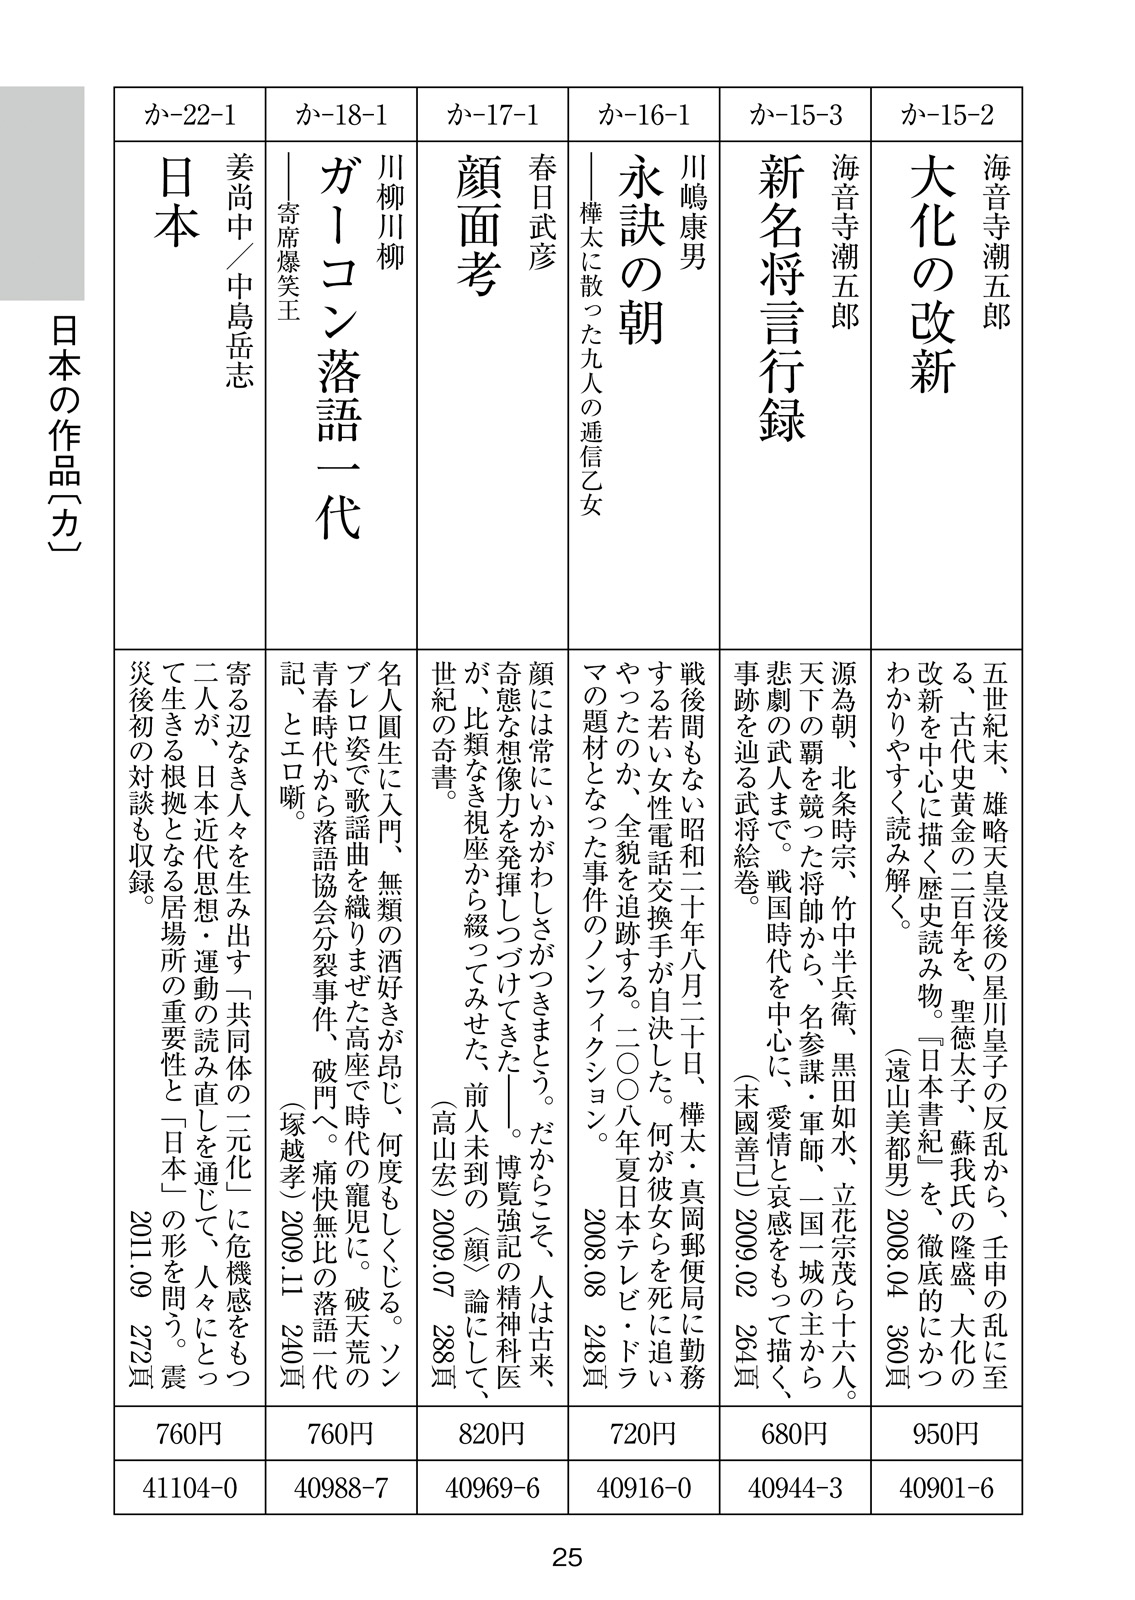 日本の作品〔カ〕
か-15-2
海音寺潮五郎
大化の改新
五世紀末、雄略天皇没後の星川皇子の反乱から、壬申の乱に至
る、古代史黄金の二百年を、聖徳太子、蘇我氏の隆盛、大化の
改新を中心に描く歴史読み物。『日本書紀』を、徹底的にかつ
わかりやすく読み解く。 （遠山美都男）2008.04 360頁
950円
40901-6
か-15-3
海音寺潮五郎
新名将言行録
源為朝、北条時宗、竹中半兵衛、黒田如水、立花宗茂ら十六人。
天下の覇を競った将帥から、名参謀・軍師、一国一城の主から
悲劇の武人まで。戦国時代を中心に、愛情と哀感をもって描く、
事跡を辿る武将絵巻。 （末國善己）2009.02 264頁
680円
40944-3
か-16-1
川嶋康男
永訣の朝
――樺太に散った九人の逓信乙女
戦後間もない昭和二十年八月二十日、樺太・真岡郵便局に勤務
する若い女性電話交換手が自決した。何が彼女らを死に追い
やったのか、全貌を追跡する。二〇〇八年夏日本テレビ・ドラ
マの題材となった事件のノンフィクション。 2008.08 248頁
720円
40916-0
か-17-1
春日武彦
顔面考
顔には常にいかがわしさがつきまとう。だからこそ、人は古来、
奇態な想像力を発揮しつづけてきた――。博覧強記の精神科医
が、比類なき視座から綴ってみせた、前人未到の〈顔〉論にして、
世紀の奇書。 （高山宏）2009.07 288頁
820円
40969-6
か-18-1
川柳川柳
ガーコン落語一代
――寄席爆笑王
名人圓生に入門、無類の酒好きが昂じ、何度もしくじる。ソン
ブレロ姿で歌謡曲を織りまぜた高座で時代の寵児に。破天荒の
青春時代から落語協会分裂事件、破門へ。痛快無比の落語一代
記、とエロ噺。 （塚越孝）2009.11 240頁
760円
40988-7
か-22-1
姜尚中／中島岳志
日本
寄る辺なき人々を生み出す「共同体の一元化」に危機感をもつ
二人が、日本近代思想・運動の読み直しを通じて、人々にとっ
て生きる根拠となる居場所の重要性と「日本」の形を問う。震
災後初の対談も収録。 2011.09 272頁
760円
41104-0
25